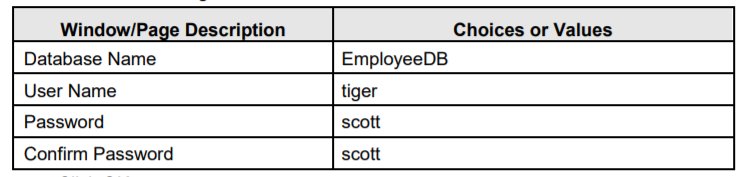 Window/Page Description Choices or Values
Database Name EmployeeDB
User Name tiger
Password scott
Confirm Password scott